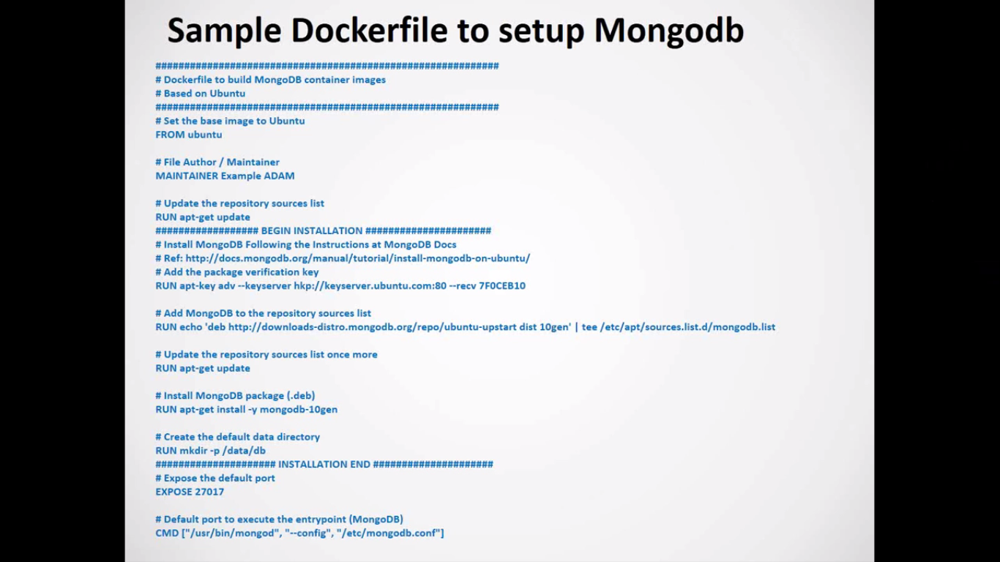 Sample Dockerfile to setup Mongodb
############################################################
# Dockerfile to build MongoDB container images
# Based on Ubuntu
############################################################
# Set the base image to Ubuntu
FROM ubuntu
# File Author / Maintainer
MAINTAINER Example ADAM
# Update the repository sources list
RUN apt-get update
################## BEGIN INSTALLATION ######################
# Install MongoDB Following the Instructions at MongoDB Docs
# Ref: http://docs.mongodb.org/manual/tutorial/install-mongodb-on-ubuntu/
# Add the package verification key
RUN apt-key adv --keyserver hkp://keyserver.ubuntu.com:80 --recv 7F0CEB10
# Add MongoDB to the repository sources list
RUN echo 'deb http://downloads-distro.mongodb.org/repo/ubuntu-upstart dist 10gen' | tee /etc/apt/sources.list.d/mongodb.list
# Update the repository sources list once more
RUN apt-get update
# Install MongoDB package (.deb)
RUN apt-get install -y mongodb-10gen
# Create the default data directory
RUN mkdir -p /data/db
##################### INSTALLATION END #####################
# Expose the default port
EXPOSE 27017
# Default port to execute the entrypoint (MongoDB)
CMD ["/usr/bin/mongod", "--config", "/etc/mongodb.conf"]